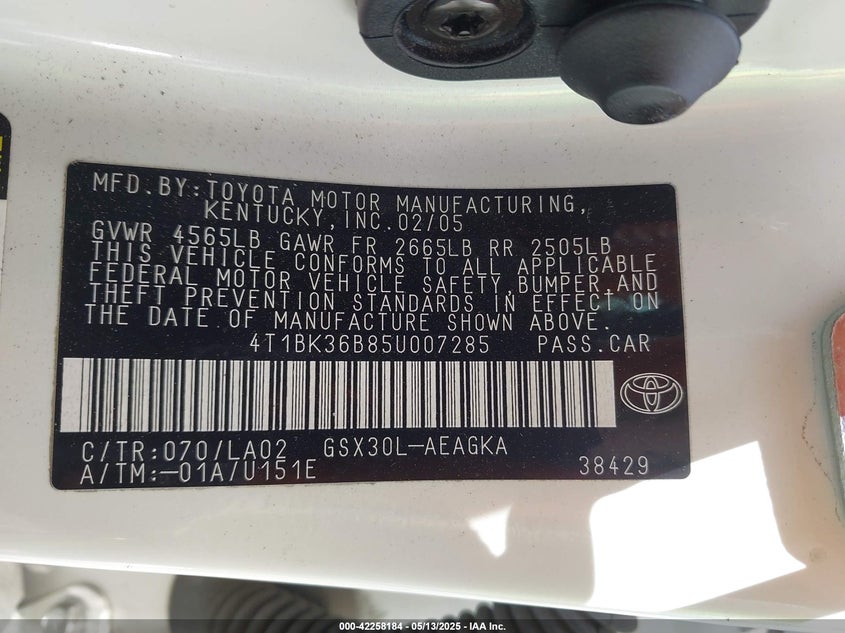 MFD.BY:TOYOTA MOTOR MANUFACTURING,
KENTUCKY,INC.02/05
GVWR 4565LB GAWR FR 2665LB RR 2505LB
THIS VEHICLE CONFORMS TO ALL APPLICABLE
FEDERAL MOTOR VEHICLE SAFETY,BUMPER,AND
THEFT PREVENTION STANDARDS IN EFFECT ON
THE DATE OF MANUFACTURE SHOWN ABOVE.
4T1BK36B85U007285 PASS.CAR
C/TR:070/LA02 GSX30L-AEAGKA
A/TM:-01A/U151E 38429
000-42258184 - 05/13/2025 - IAA Inc.